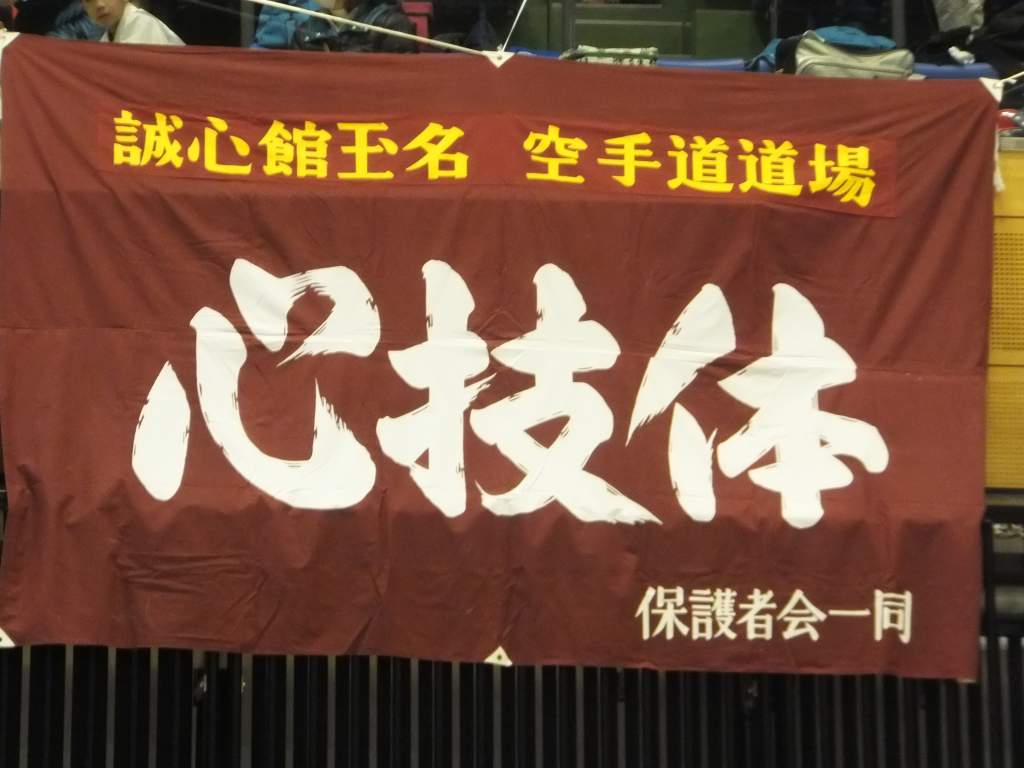 誠心館玉名 空手道道場
心技体
保護者会一同